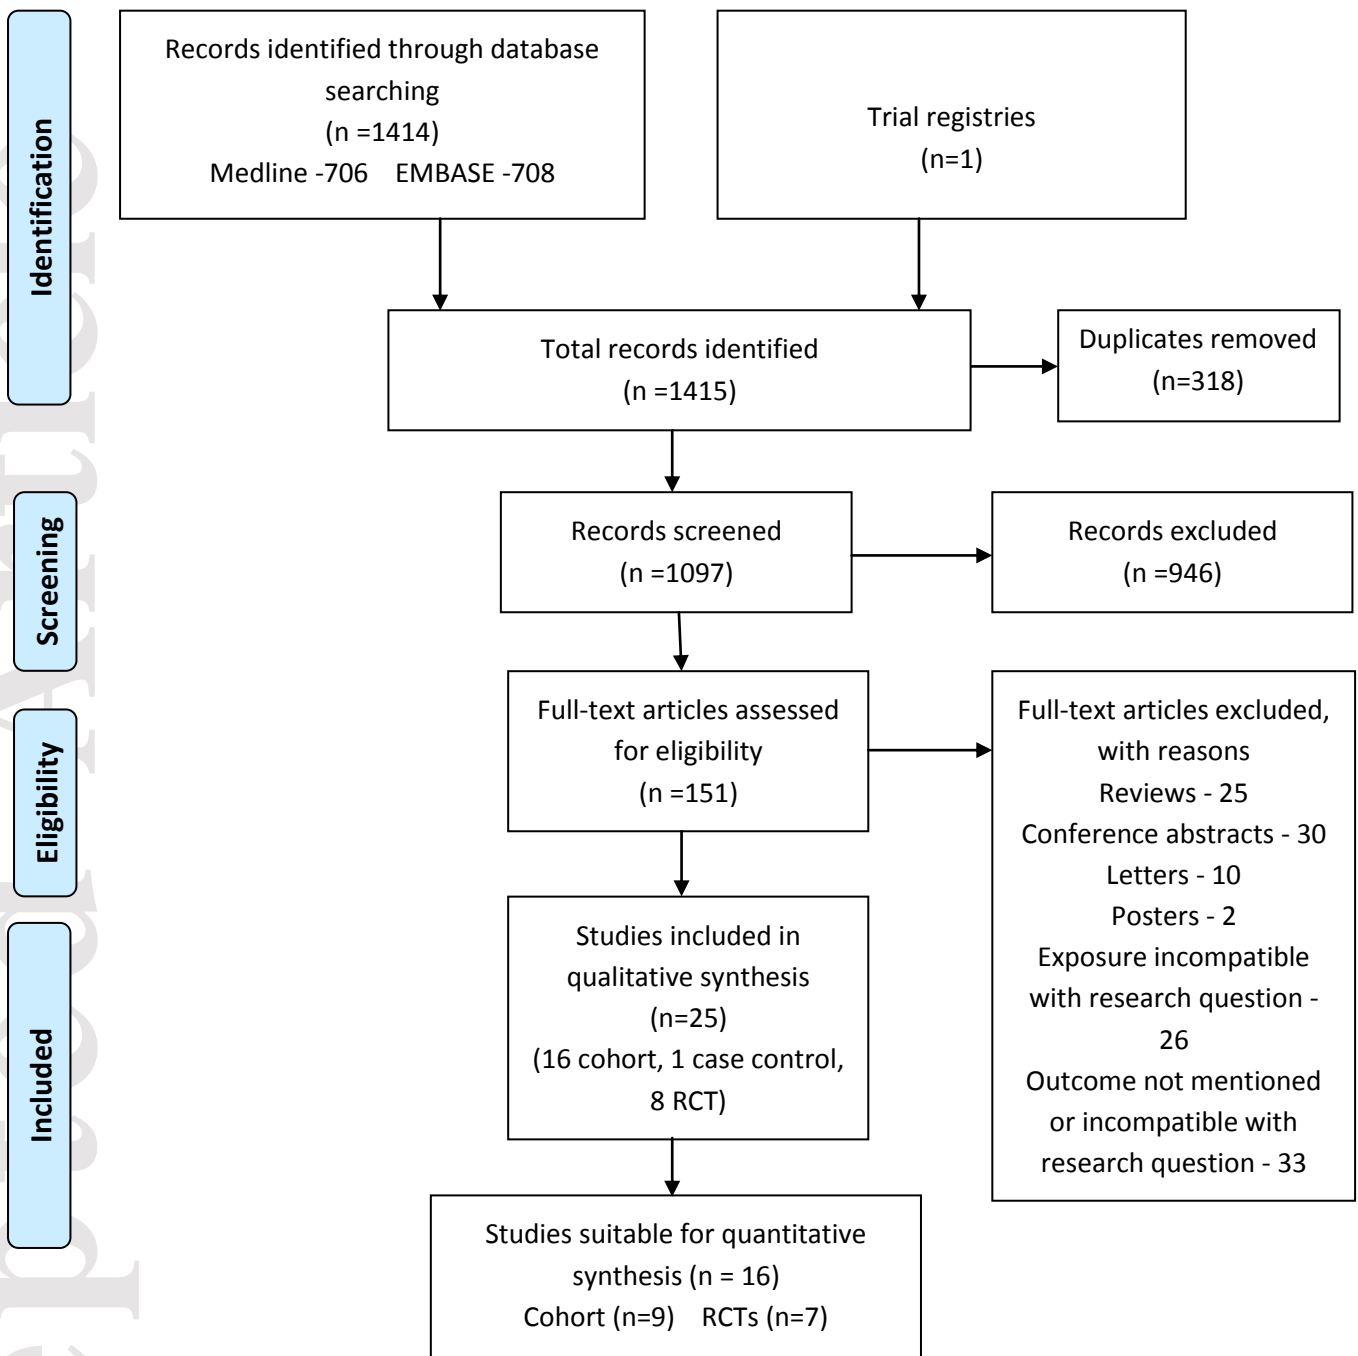 Identification
Records identified through database
searching
(n =1414)
Medline -706 EMBASE -708
Trial registries
(n=1)
Total records identified
(n =1415)
Duplicates removed
(n=318)
Screening
Records screened
(n =1097)
Records excluded
(n =946)
Eligibility
Full-text articles assessed
for eligibility
(n =151)
Full-text articles excluded,
with reasons
Reviews - 25
Conference abstracts - 30
Letters - 10
Posters - 2
Exposure incompatible
with research question -
26
Outcome not mentioned
or incompatible with
research question - 33
Included
Studies included in
qualitative synthesis
(n=25)
(16 cohort, 1 case control,
8 RCT)
Studies suitable for quantitative
synthesis (n = 16)
Cohort (n=9) RCTs (n=7)